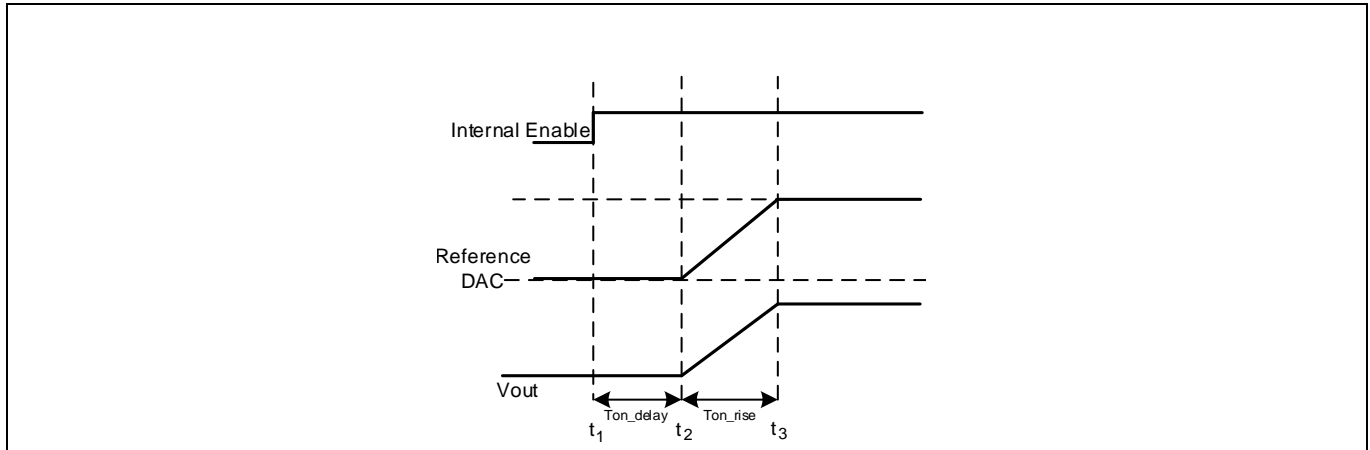 Internal Enable
Reference
DAC
Vout
Ton_delay
Ton_rise
t1
t2
t3